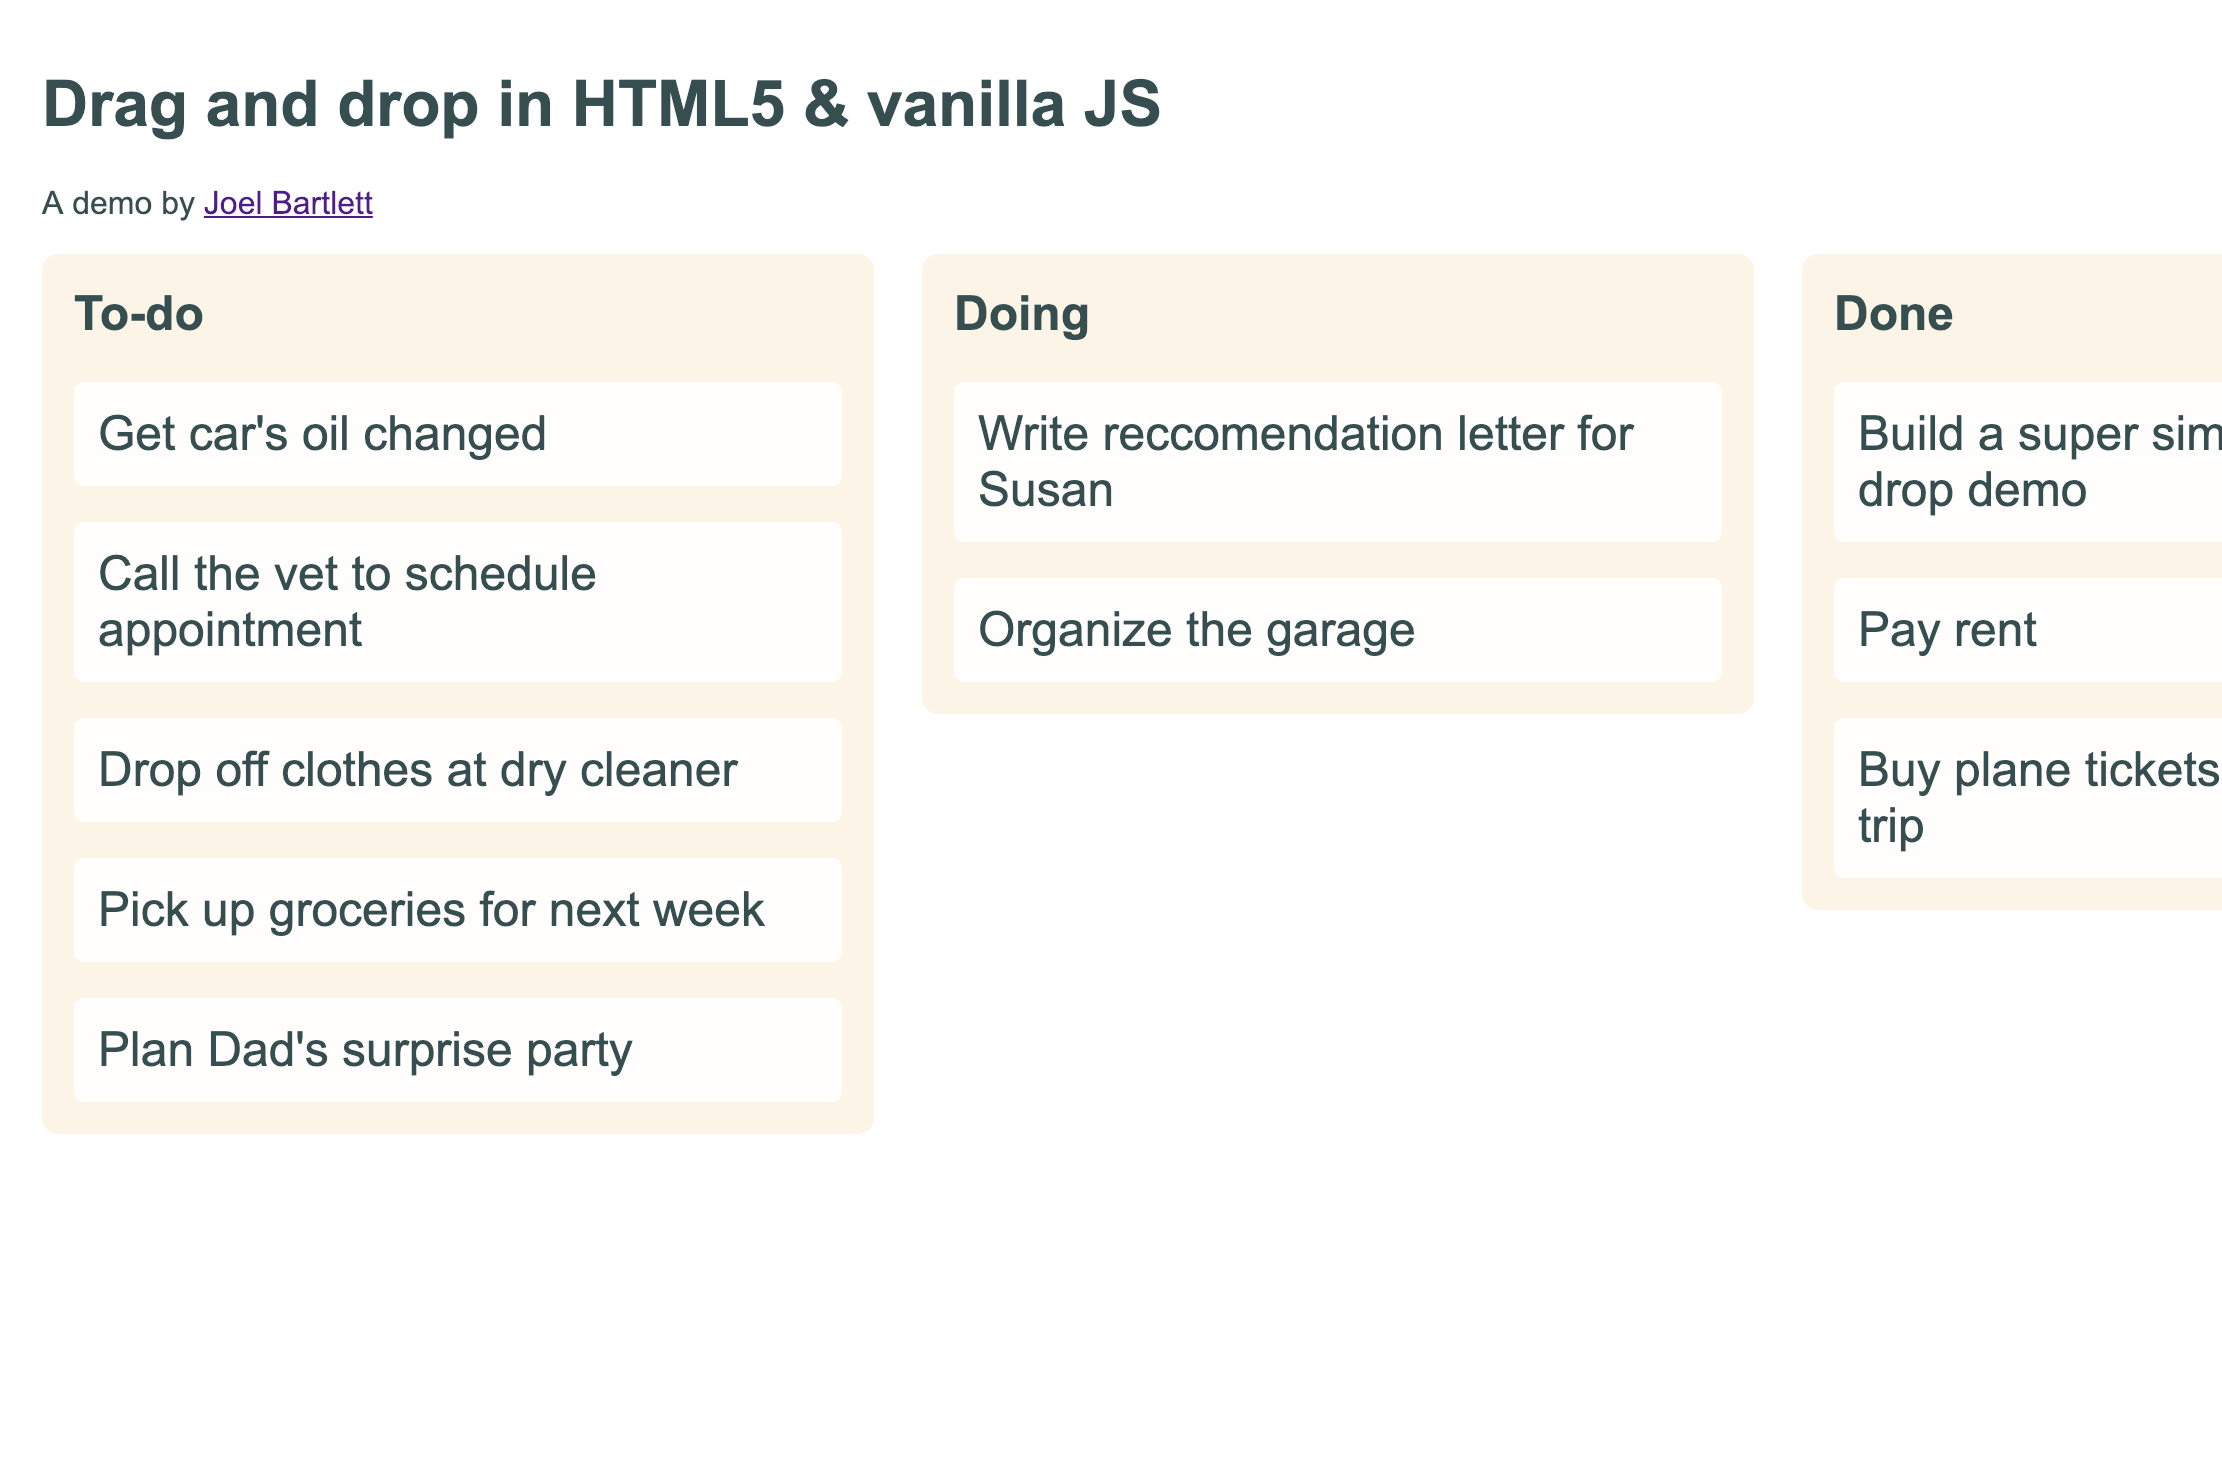 Drag and drop in HTML5 & vanilla JS
A demo by Joel Bartlett
To-do
Get car's oil changed
Call the vet to schedule
appointment
Drop off clothes at dry cleaner
Pick up groceries for next week
Plan Dad's surprise party
Doing
Write reccomendation letter for
Susan
Organize the garage
Done
Build a super
drop demo
Pay rent
Buy plane tickets
trip